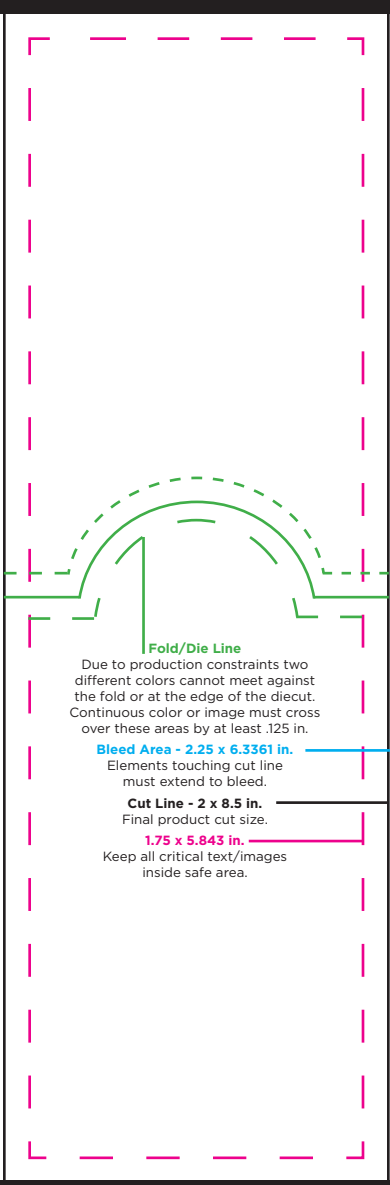 Fold/Die Line
Due to production constraints two
different colors cannot meet against
the fold or at the edge of the diecut.
Continuous color or image must cross
over these areas by at least .125 in.
Bleed Area - 2.25 x 6.3361 in.
Elements touching cut line
must extend to bleed.
Cut Line - 2 x 8.5 in.
Final product cut size.
1.75 x 5.843 in.
Keep all critical text/images
inside safe area.